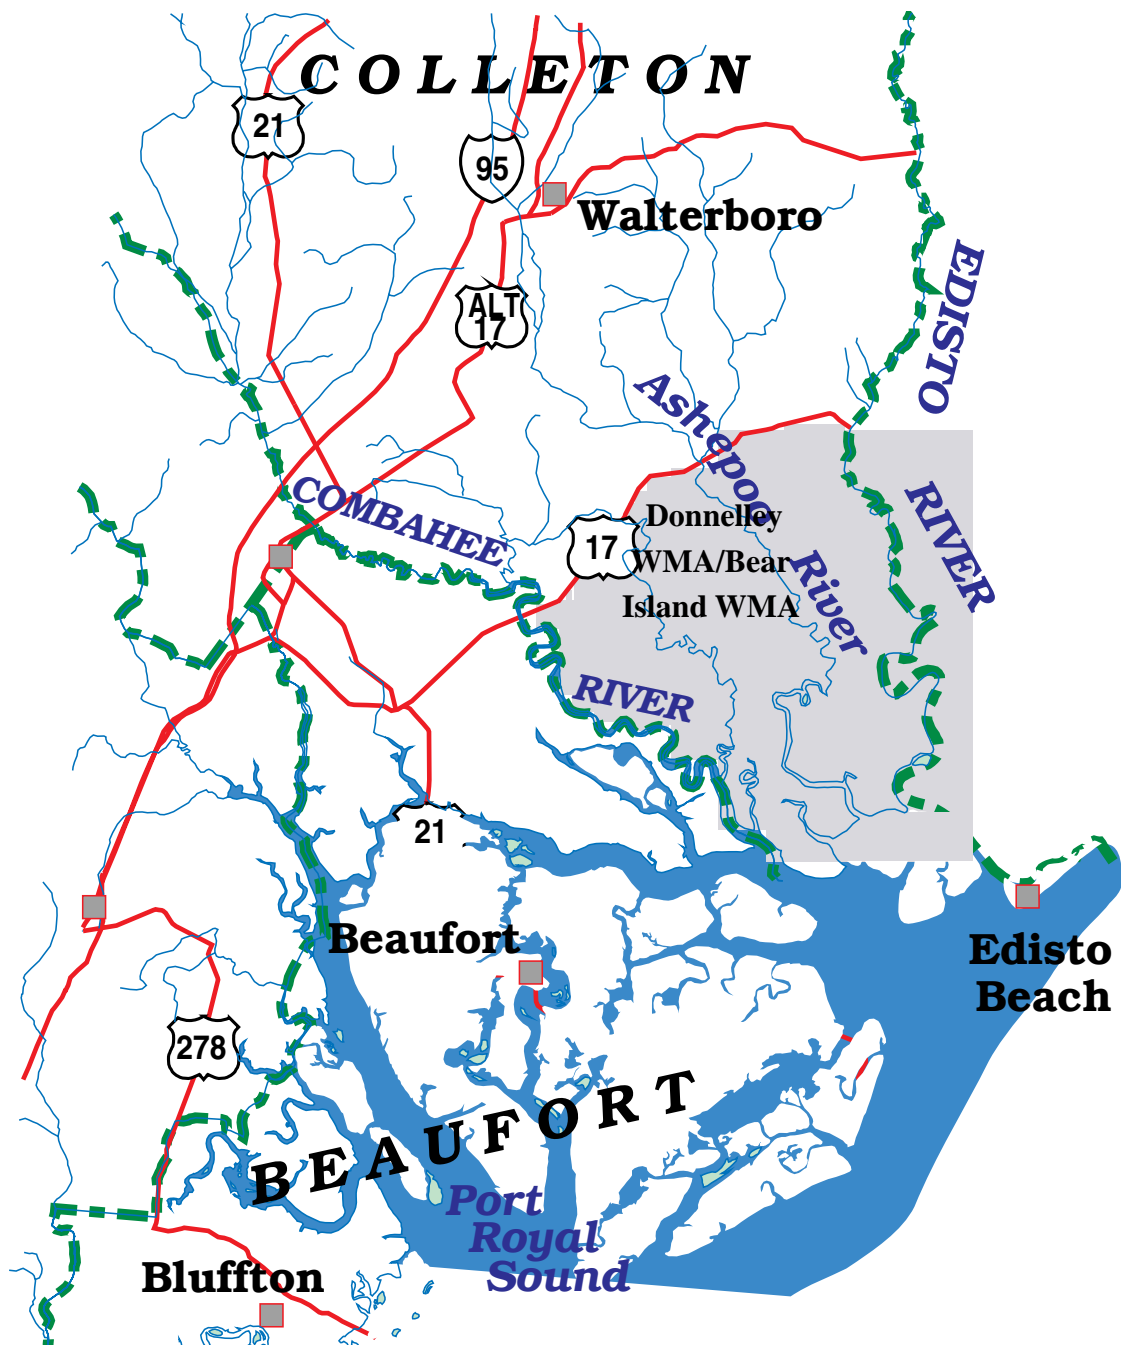 COLLETON
21
95
Walterboro
ALT
17
EDISTO
RIVER
Ashepoo
River
COMBAHEE
RIVER
Donnelley
WMA/Bear
Island WMA
17
21
Beaufort
Edisto
Beach
278
BEAUFORT
Port
Royal
Sound
Bluffton